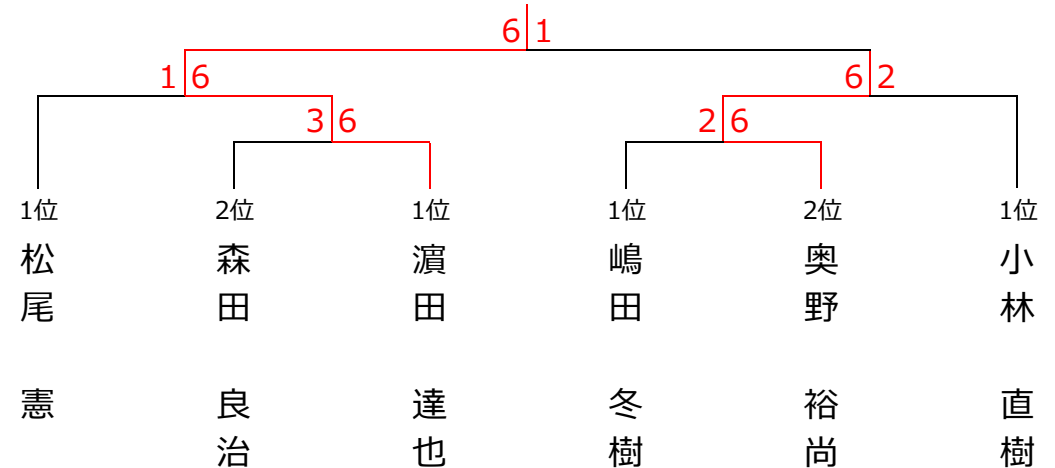 6 1
1 6
6 2
3 6
2 6
1位
2位
1位
1位
2位
1位
松尾 憲
森田 良治
濵田 達也
嶋田 冬樹
奥野 裕尚
小林 直樹